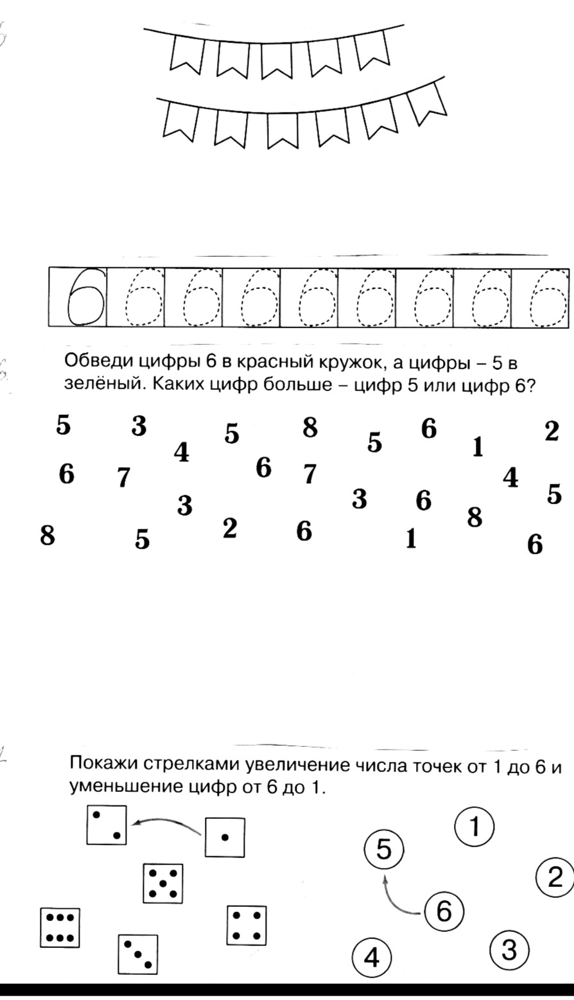 6 6 6 6 6 6 6 6 6
Обведи цифры 6 в красный кружок, а цифры – 5 в
зелёный. Каких цифр больше – цифр 5 или цифр 6?
5 3 4 5 8 5 6 1 2
6 7 6 7 4
3 3 6 8 5
8 5 2 6 1 6
Покажи стрелками увеличение числа точек от 1 до 6 и
уменьшение цифр от 6 до 1.
1
5
2
6
4 3